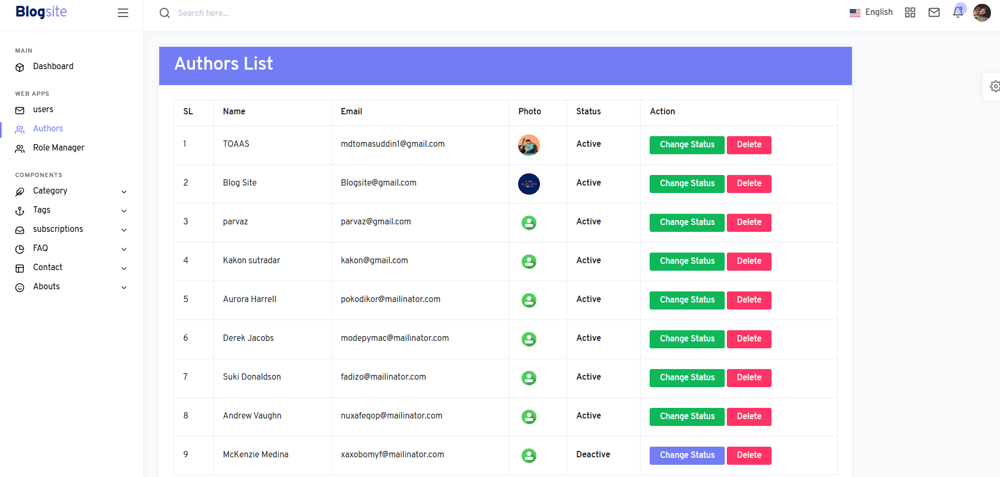 Blogsite
Search here...
English
MAIN
Dashboard
WEB APPS
users
Authors
Role Manager
COMPONENTS
Category
Tags
subscriptions
FAQ
Contact
Abouts
Authors List
SL Name Email Photo Status Action
1 TOAAS mdtomasuddin1@gmail.com Active Change Status Delete
2 Blog Site Blogsite@gmail.com BLOG SITE Active Change Status Delete
3 parvaz parvaz@gmail.com Active Change Status Delete
4 Kakon sutradar kakon@gmail.com Active Change Status Delete
5 Aurora Harrell pokodikor@mailinator.com Active Change Status Delete
6 Derek Jacobs modepymac@mailinator.com Active Change Status Delete
7 Suki Donaldson fadizo@mailinator.com Active Change Status Delete
8 Andrew Vaughn nuxafeqop@mailinator.com Active Change Status Delete
9 McKenzie Medina xaxobomyf@mailinator.com Deactive Change Status Delete